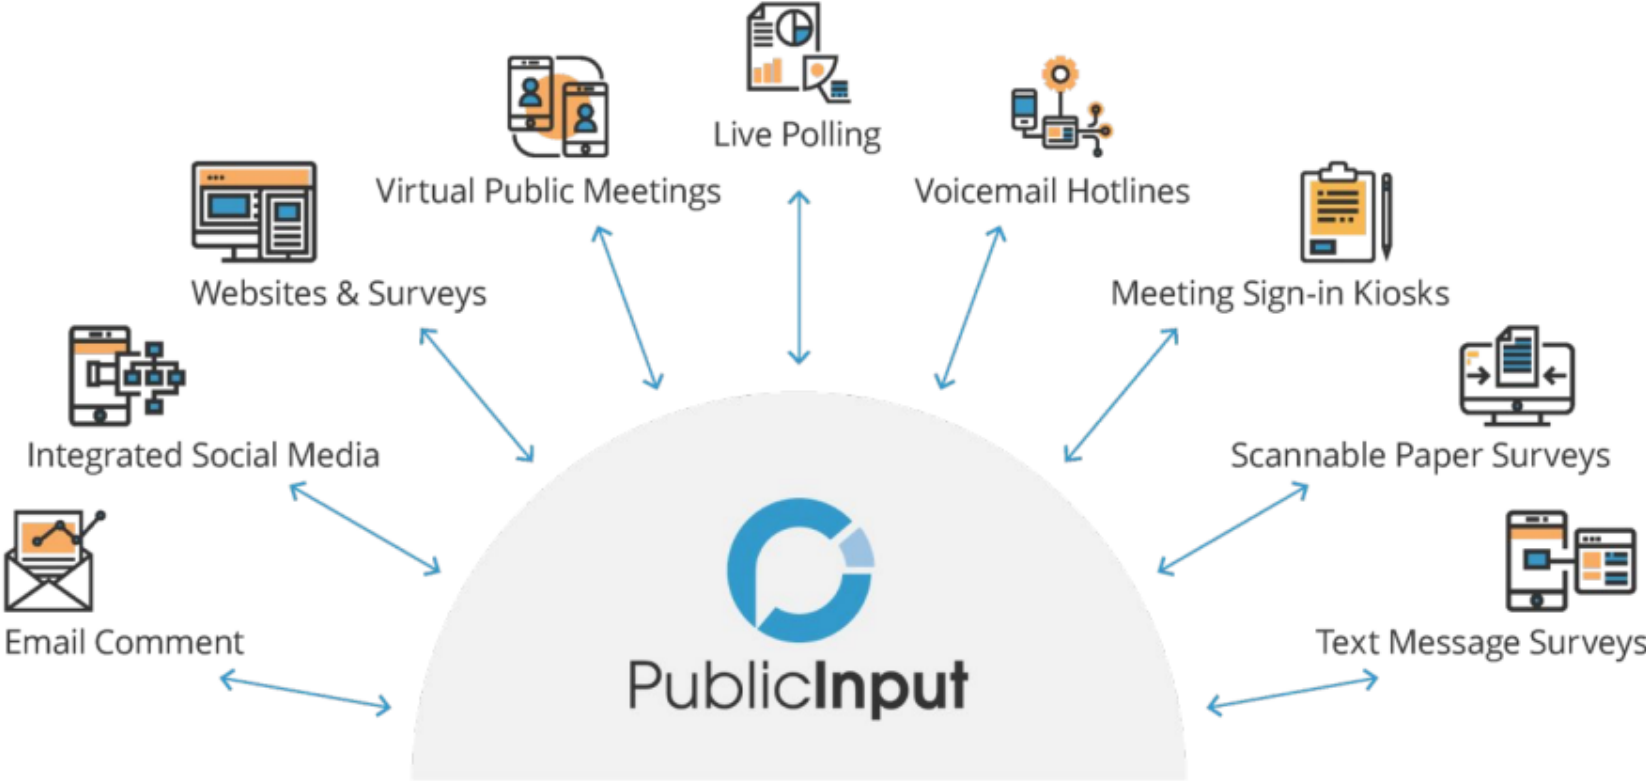 Live Polling
Virtual Public Meetings
Voicemail Hotlines
Websites & Surveys
Meeting Sign-in Kiosks
Integrated Social Media
Scannable Paper Surveys
Email Comment
Text Message Surveys
PublicInput